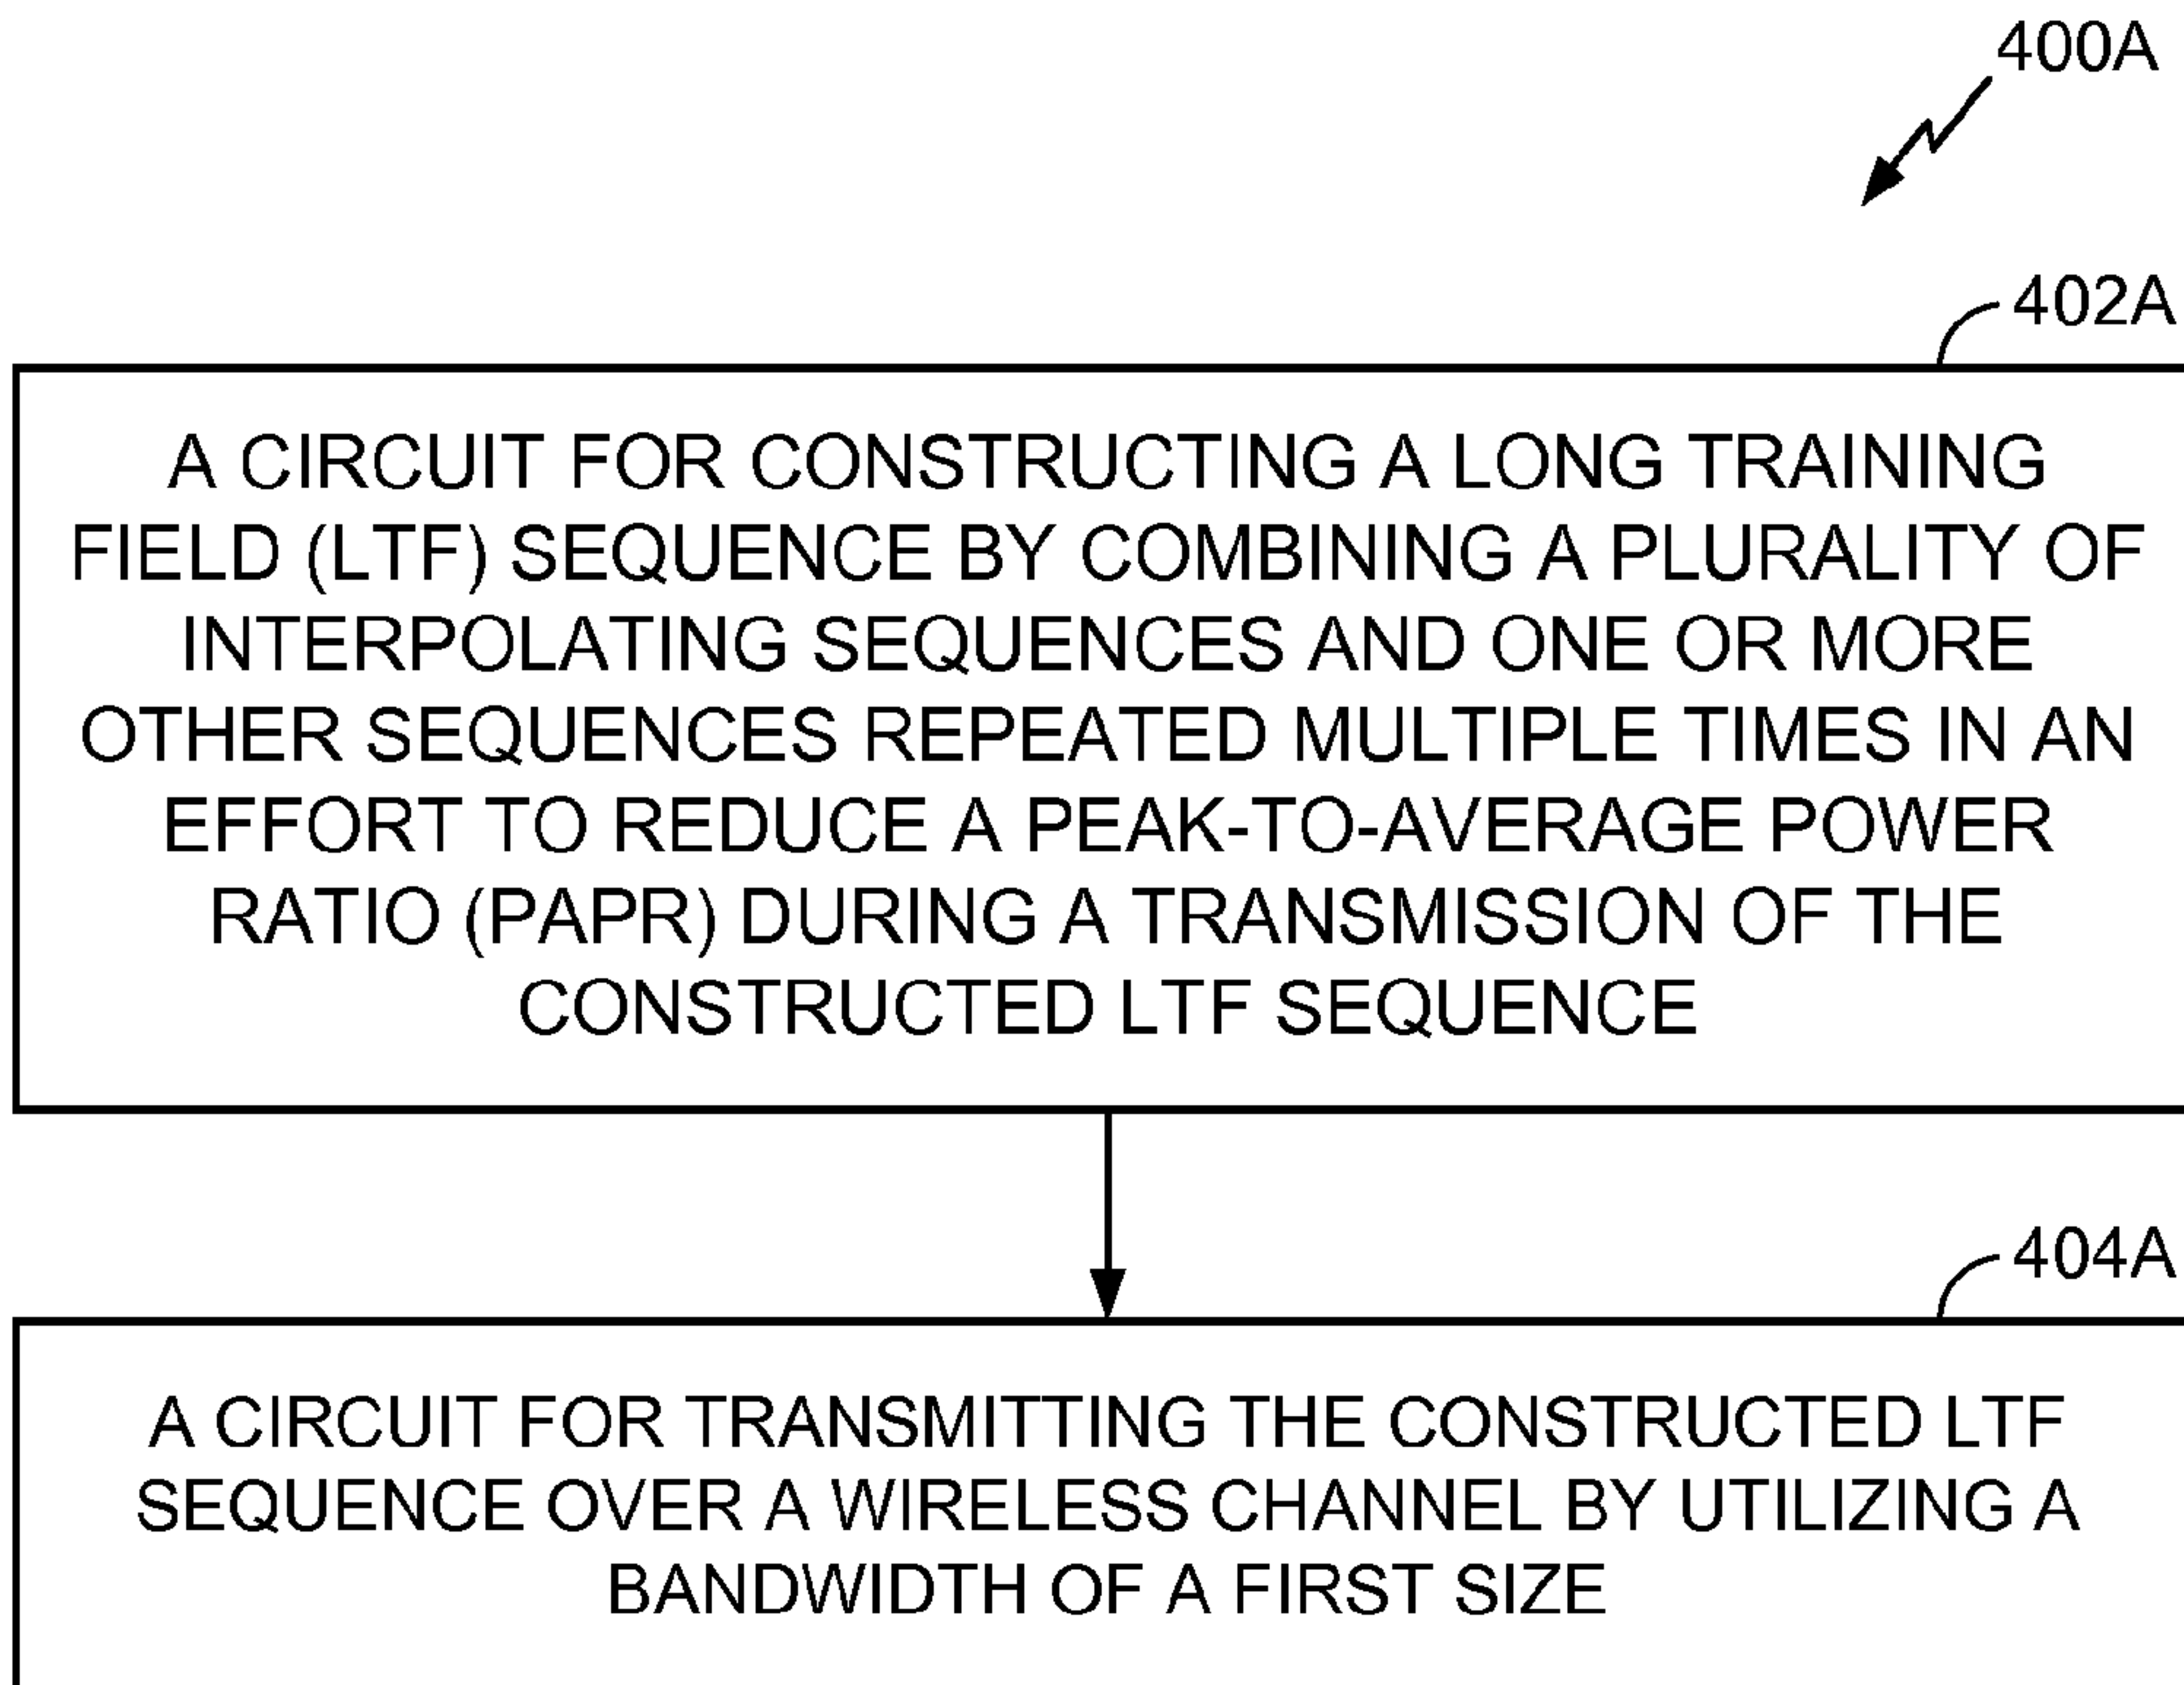 400A
402A
A CIRCUIT FOR CONSTRUCTING A LONG TRAINING
FIELD (LTF) SEQUENCE BY COMBINING A PLURALITY OF
INTERPOLATING SEQUENCES AND ONE OR MORE
OTHER SEQUENCES REPEATED MULTIPLE TIMES IN AN
EFFORT TO REDUCE A PEAK-TO-AVERAGE POWER
RATIO (PAPR) DURING A TRANSMISSION OF THE
CONSTRUCTED LTF SEQUENCE
404A
A CIRCUIT FOR TRANSMITTING THE CONSTRUCTED LTF
SEQUENCE OVER A WIRELESS CHANNEL BY UTILIZING A
BANDWIDTH OF A FIRST SIZE